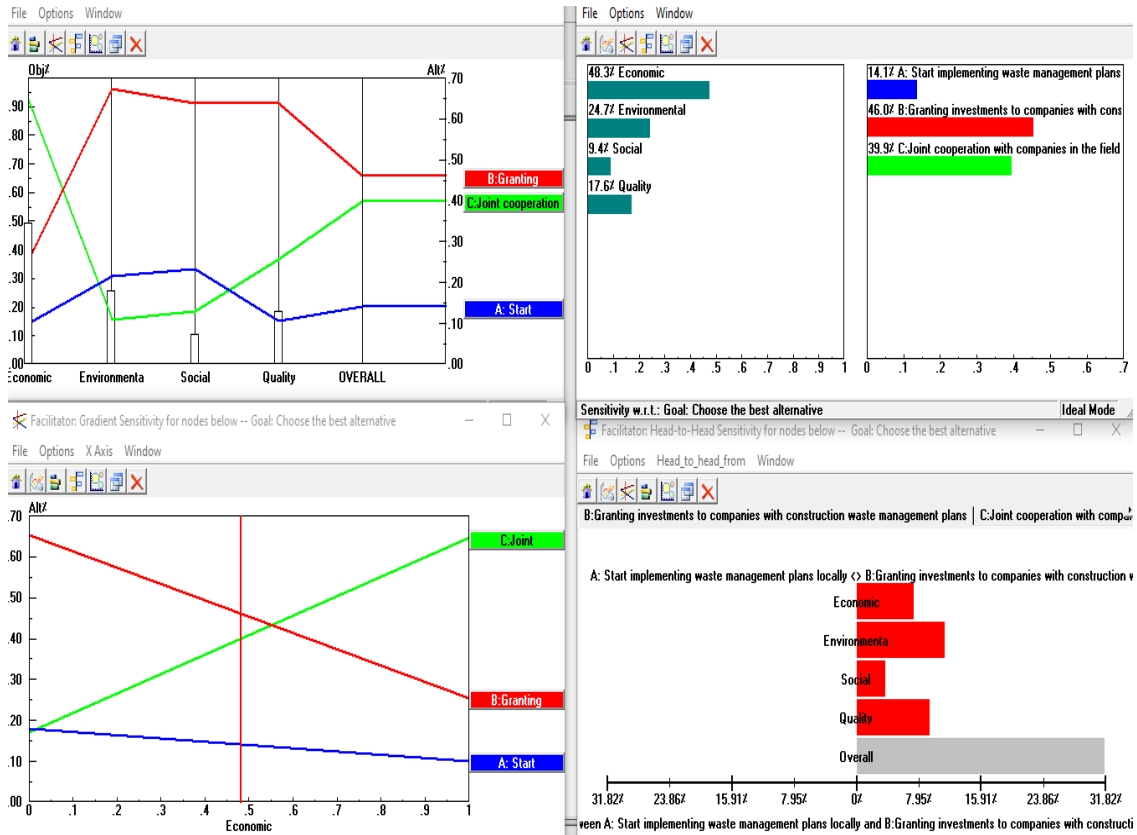 File Options Window
Obj% Alt%
.90
.80
.70
.60
.50
.40
.30
.20
.10
.00
.70
.60
.50
.40
.30
.20
.10
.00
B:Granting
C:Joint cooperation
A: Start
Economic Environmenta Social Quality OVERALL
File Options Window
48.3% Economic
24.7% Environmental
9.4% Social
17.6% Quality
0 .1 .2 .3 .4 .5 .6 .7 .8 .9 1
14.1% A: Start implementing waste management plans
46.0% B:Granting investments to companies with cons
39.9% C:Joint cooperation with companies in the field
0 .1 .2 .3 .4 .5 .6 .7
Sensitivity w.r.t.: Goal: Choose the best alternative Ideal Mode
Facilitator: Gradient Sensitivity for nodes below -- Goal: Choose the best alternative
File Options X Axis Window
Alt%
.70
.60
.50
.40
.30
.20
.10
.00
C:Joint
B:Granting
A: Start
0 .1 .2 .3 .4 .5 .6 .7 .8 .9 1
Economic
Facilitator: Head-to-Head Sensitivity for nodes below -- Goal: Choose the best alternative
File Options Head_to_head_from Window
B:Granting investments to companies with construction waste management plans C:Joint cooperation with comp
A: Start implementing waste management plans locally <> B:Granting investments to companies with construction w
Economic
Environmenta
Social
Quality
Overall
31.82% 23.86% 15.91% 7.95% 0% 7.95% 15.91% 23.86% 31.82%
ween A: Start implementing waste management plans locally and B:Granting investments to companies with constructi